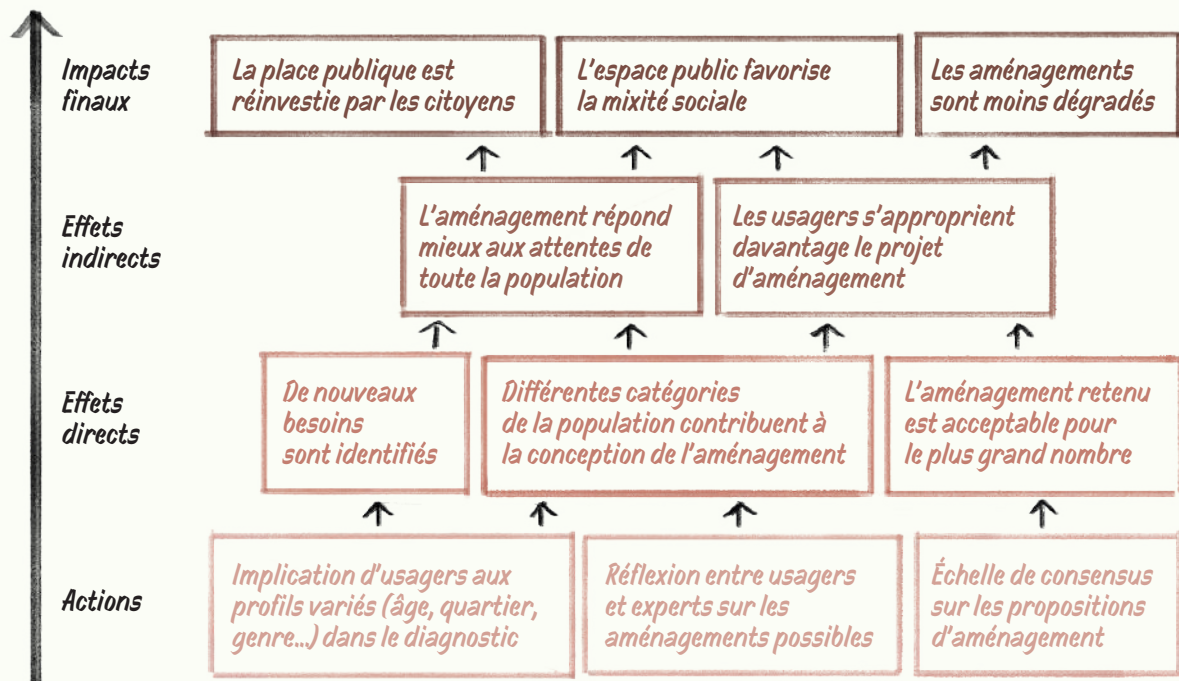 Impacts
finaux
La place publique est
réinvestie par les citoyens
L'espace public favorise
la mixité sociale
Les aménagements
sont moins dégradés
Effets
indirects
L'aménagement répond
mieux aux attentes de
toute la population
Les usagers s'approprient
davantage le projet
d'aménagement
Effets
directs
De nouveaux
besoins
sont identifiés
Différentes catégories
de la population contribuent à
la conception de l'aménagement
L'aménagement retenu
est acceptable pour
le plus grand nombre
Actions
Implication d'usagers aux
profils variés (âge, quartier,
genre...) dans le diagnostic
Réflexion entre usagers
et experts sur les
aménagements possibles
Échelle de consensus
sur les propositions
d'aménagement